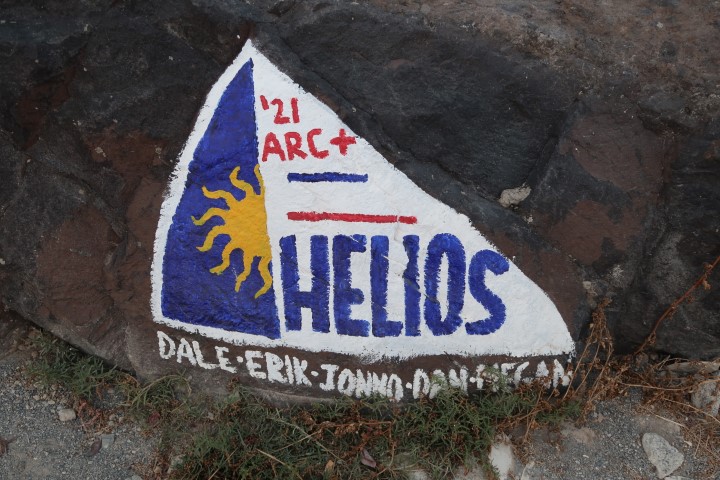 '21
ARC+
HELIOS
DALE·ERIK·JONNO·DAN·MEGAN